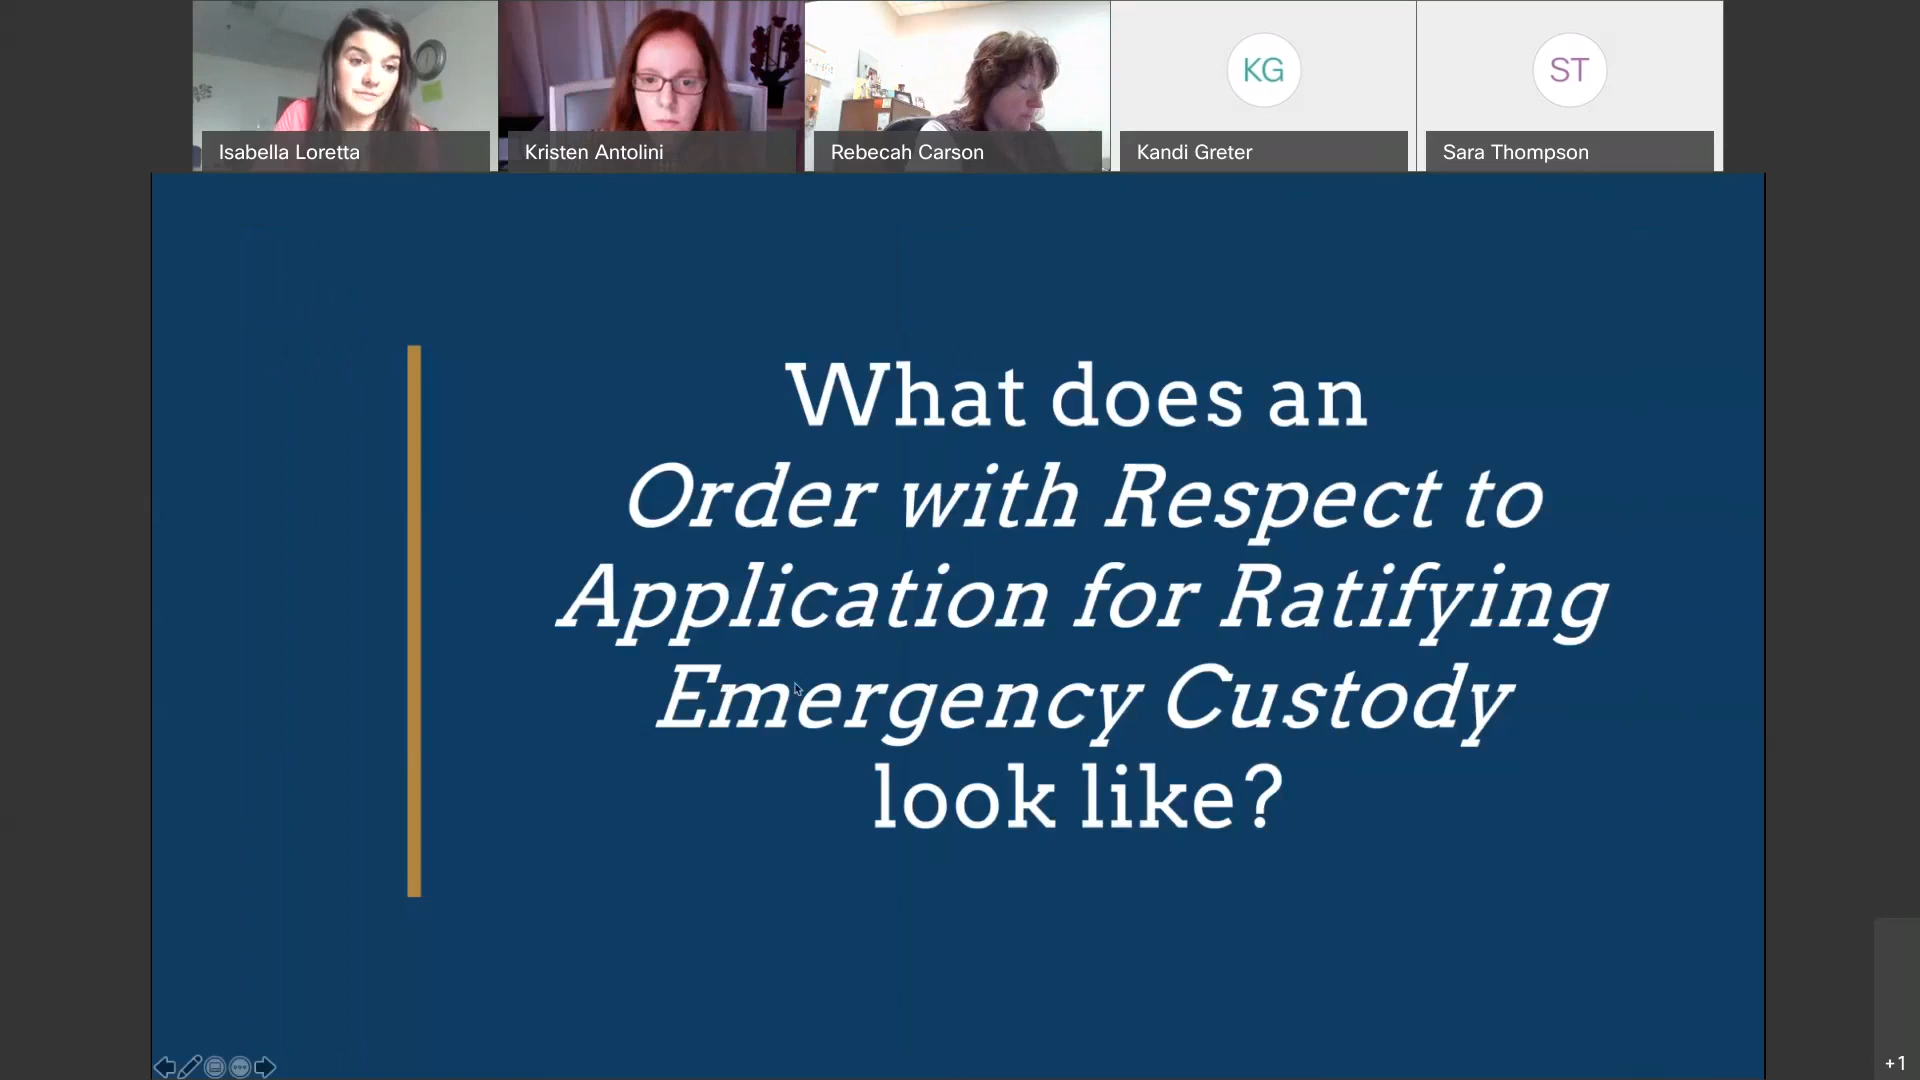 Isabella Loretta
Kristen Antolini
Rebecah Carson
KG
Kandi Greter
ST
Sara Thompson
What does an
Order with Respect to
Application for Ratifying
Emergency Custody
look like?
+1